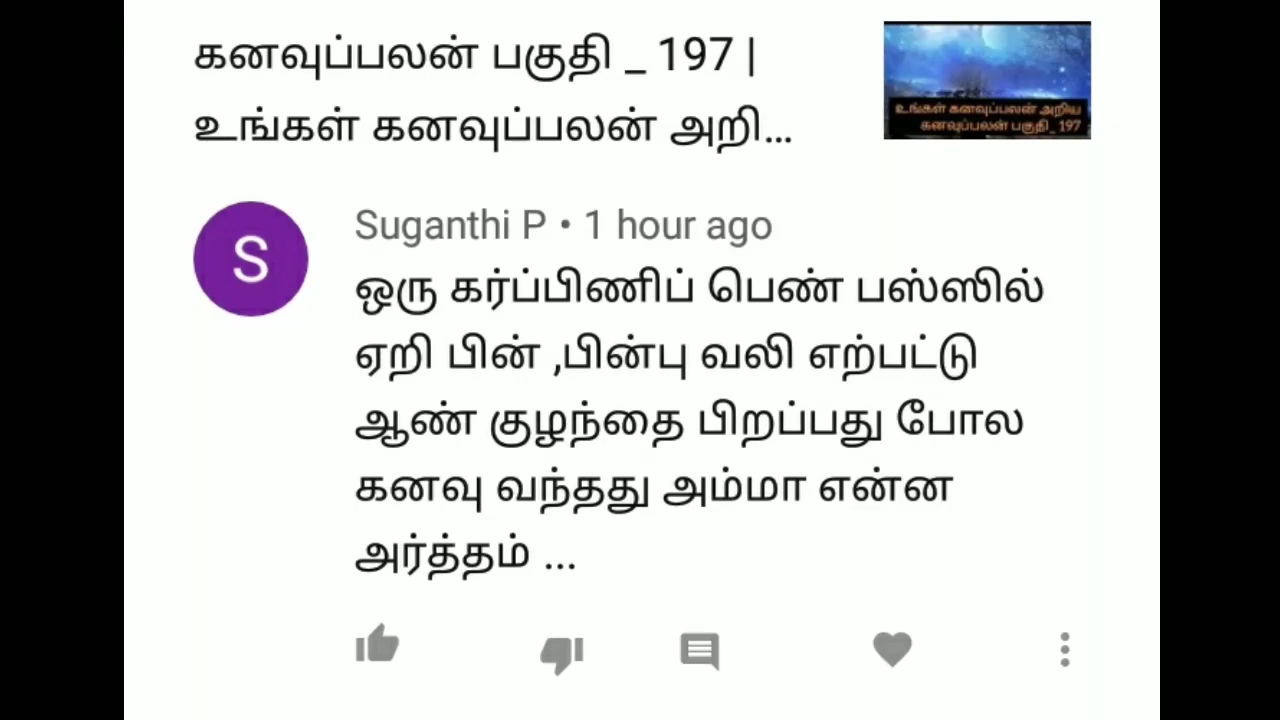 கனவுப்பலன் பகுதி _ 197 |
உங்கள் கனவுப்பலன் அறி...
உங்கள் கனவுப்பலன் அறிய
கனவுப்பலன் பகுதி_ 197
S
Suganthi P • 1 hour ago
ஒரு கர்ப்பிணிப் பெண் பஸ்ஸில்
ஏறி பின் ,பின்பு வலி எற்பட்டு
ஆண் குழந்தை பிறப்பது போல
கனவு வந்தது அம்மா என்ன
அர்த்தம் ...